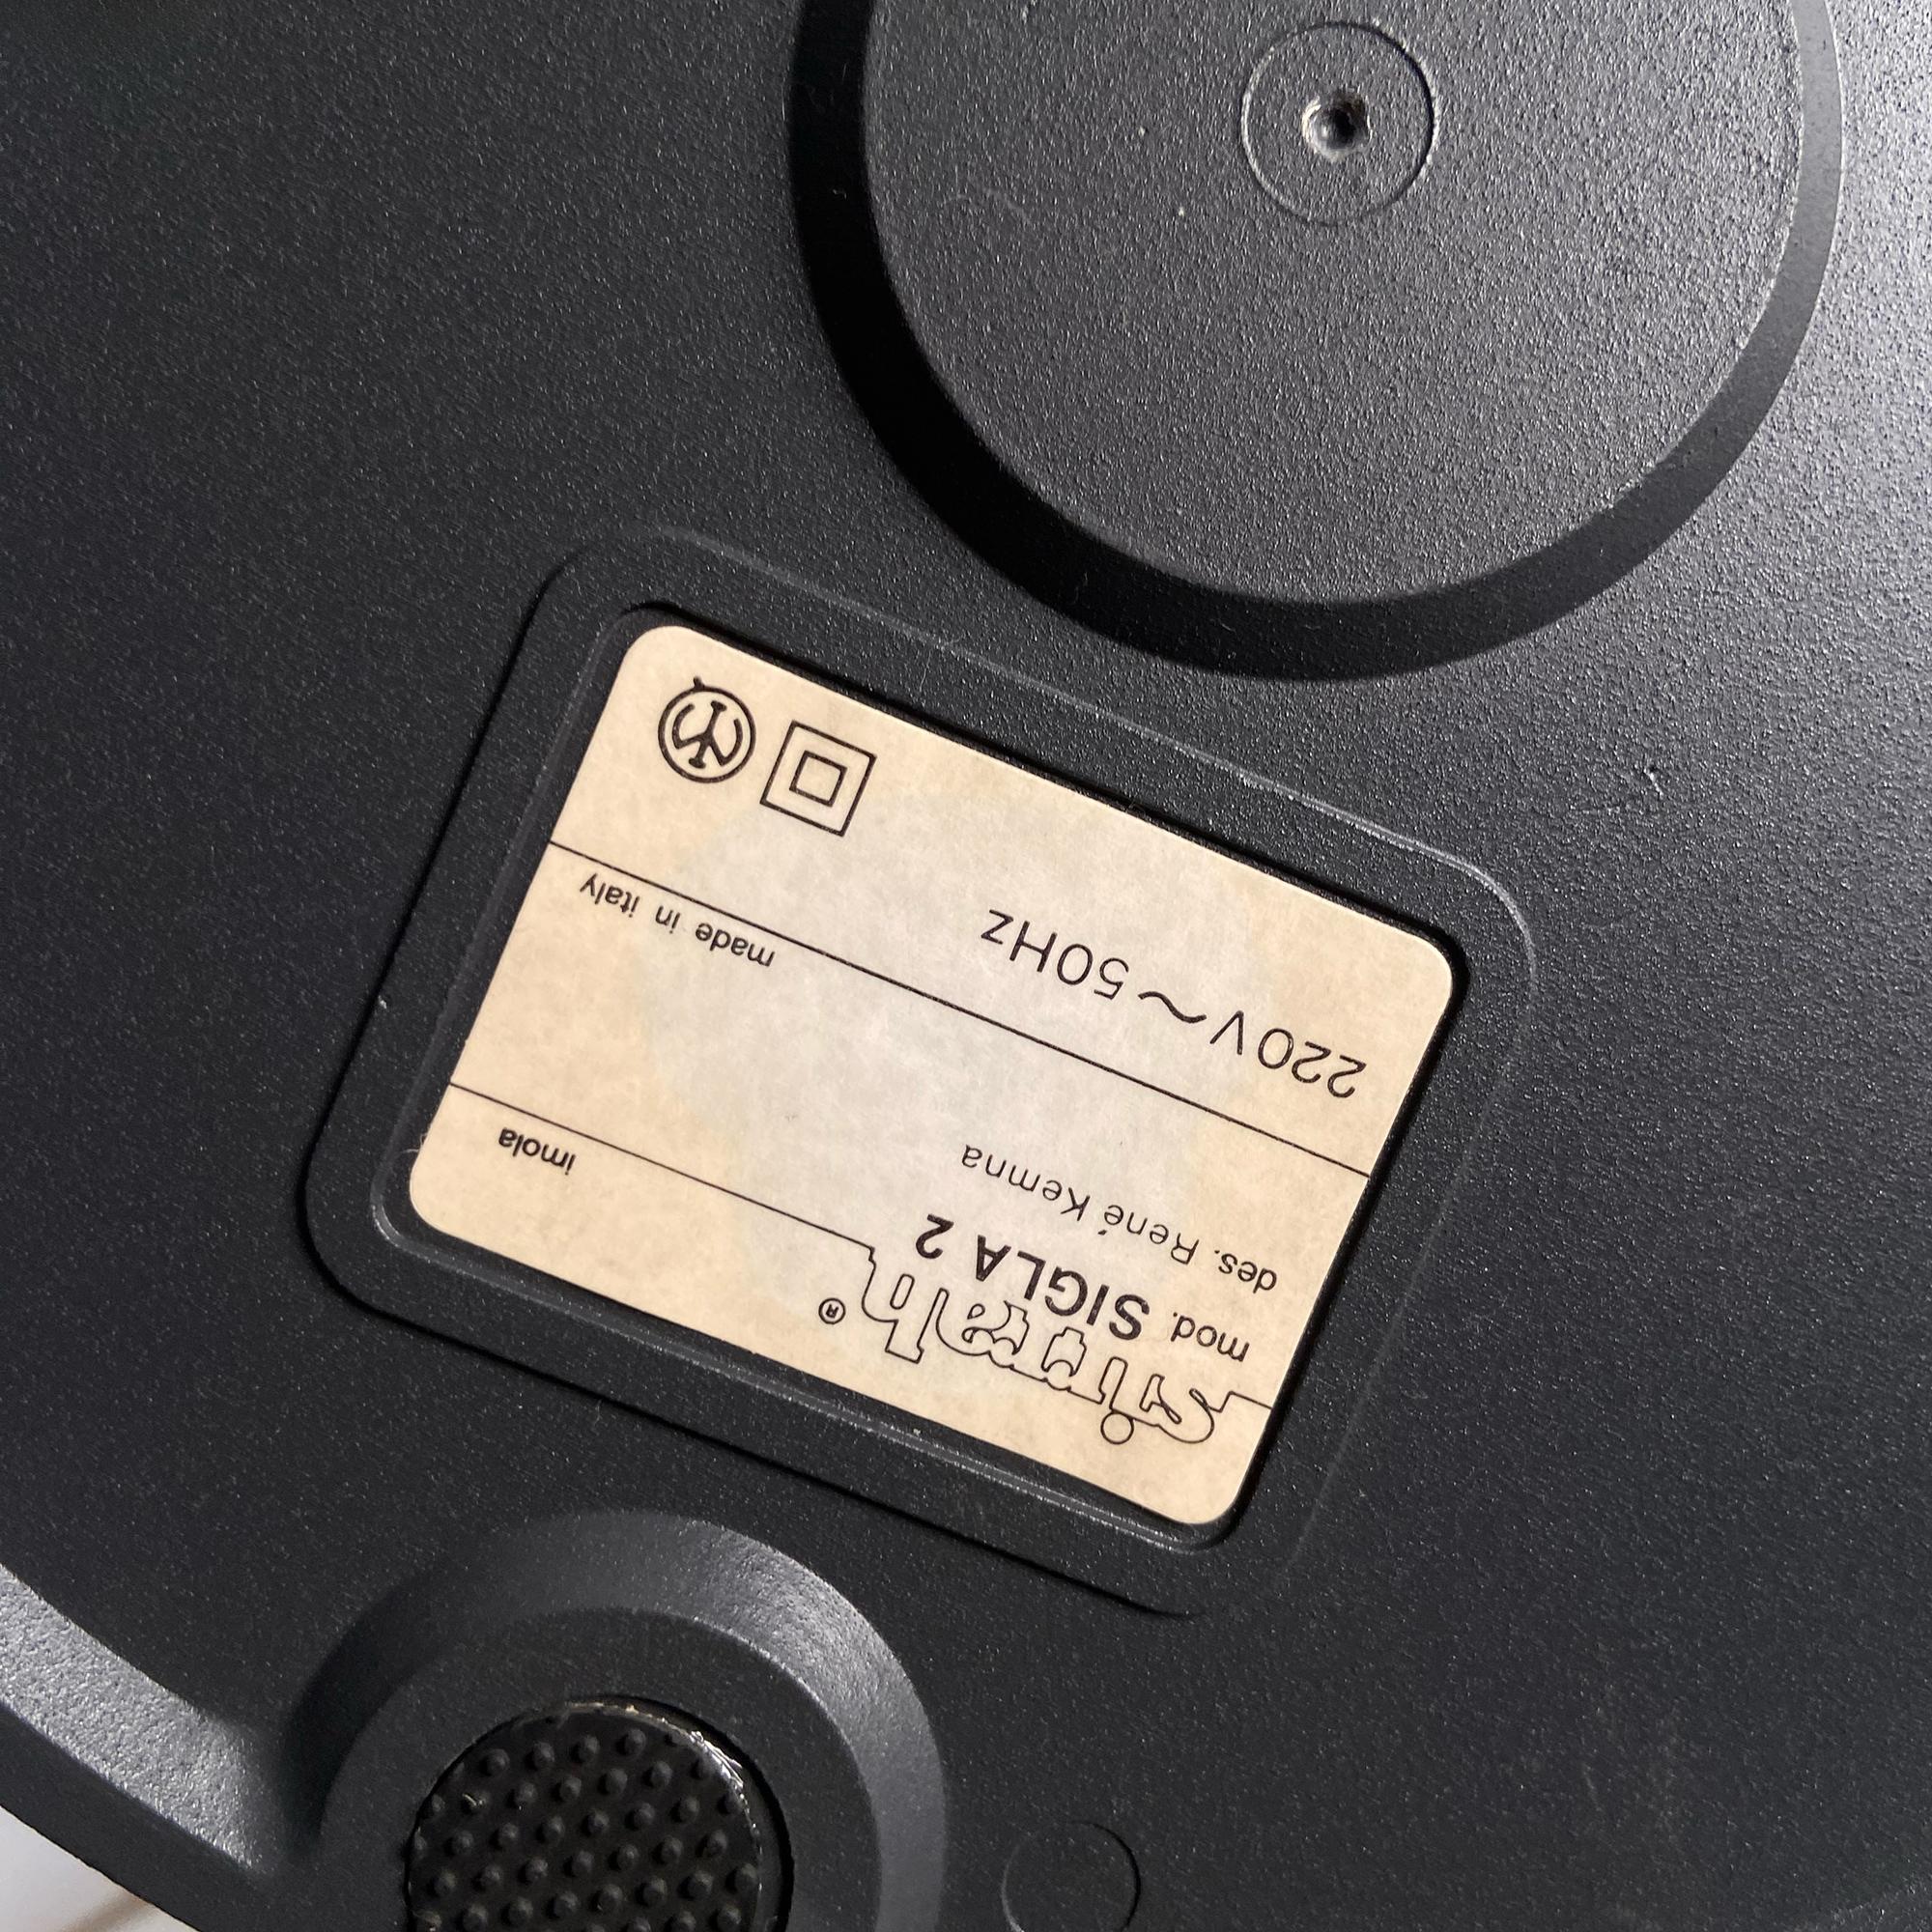 sirrah®
imola
mod. SIGLA 2
des. René Kemna
made in italy
220V ~ 50Hz